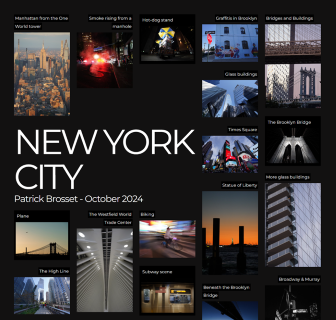 Manhattan from the One
World tower
Smoke rising from a
manhole
Hot-dog stand
Graffitis in Brooklyn
Bridges and Buildings
Glass buildings
Times Square
The Brooklyn Bridge
NEW YORK
CITY
Patrick Brosset - October 2024
More glass buildings
Statue of Liberty
Plane
The Westfield World
Trade Center
Biking
The High Line
Subway scene
Beneath the Brooklyn
Bridge
Broadway & Murray